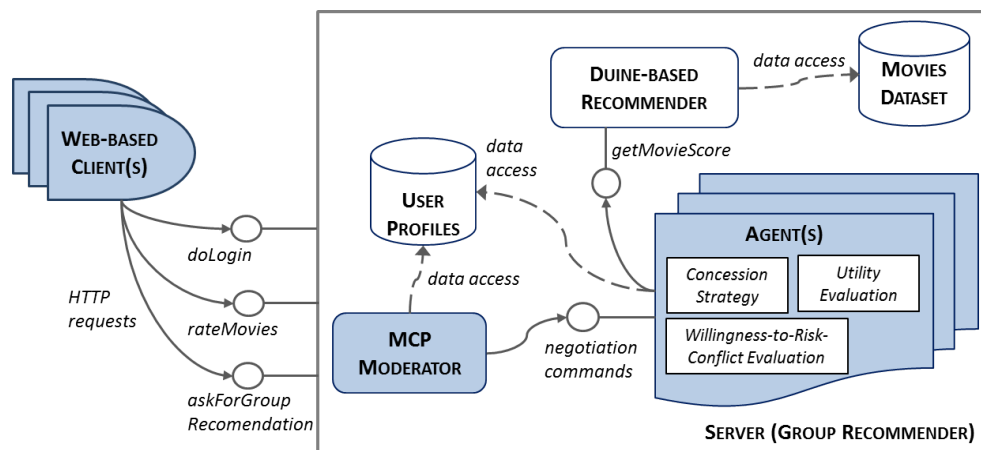 WEB-BASED
CLIENT(S)
HTTP
requests
doLogin
rateMovies
askForGroup
Recomendation
DUINE-BASED
RECOMMENDER
data access
MOVIES
DATASET
getMovieScore
data
access
USER
PROFILES
data access
MCP
MODERATOR
negotiation
commands
AGENT(S)
Concession
Strategy
Utility
Evaluation
Willingness-to-Risk-
Conflict Evaluation
SERVER (GROUP RECOMMENDER)